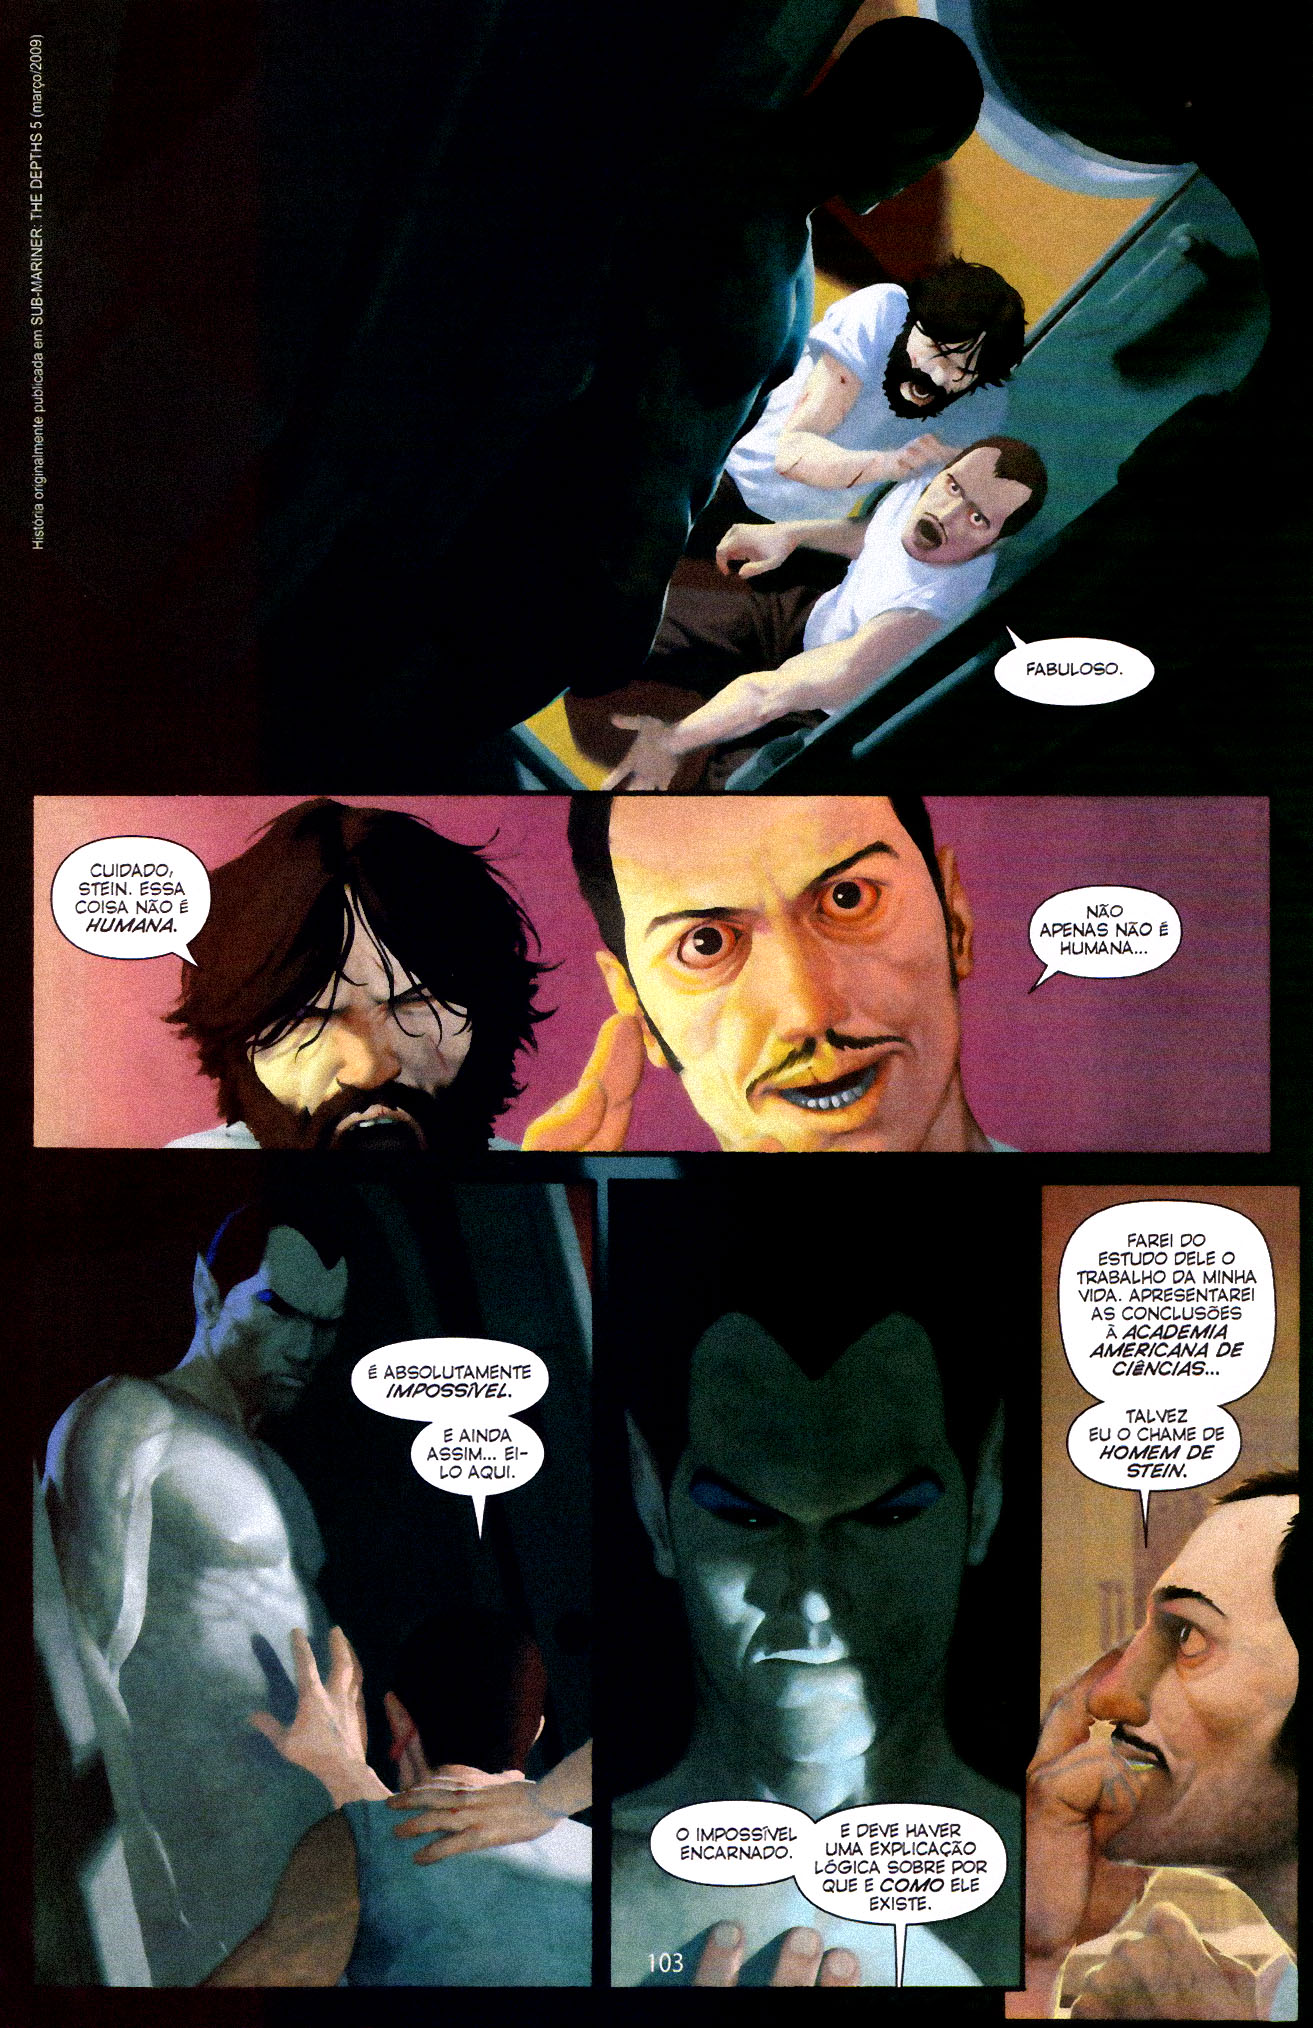 História originalmente publicada em SUB-MARINER: THE DEPTHS 5 (março/2009)
FABULOSO.
CUIDADO,
STEIN. ESSA
COISA NÃO É
HUMANA.
NÃO
APENAS NÃO É
HUMANA...
É ABSOLUTAMENTE
IMPOSSÍVEL.
E AINDA
ASSIM... EI-
LO AQUI.
O IMPOSSÍVEL
ENCARNADO.
E DEVE HAVER
UMA EXPLICAÇÃO
LÓGICA SOBRE POR
QUE E COMO ELE
EXISTE.
FAREI DO
ESTUDO DELE O
TRABALHO DA MINHA
VIDA. APRESENTAREI
AS CONCLUSÕES
À ACADEMIA
AMERICANA DE
CIÊNCIAS...
TALVEZ
EU O CHAME DE
HOMEM DE
STEIN.
103